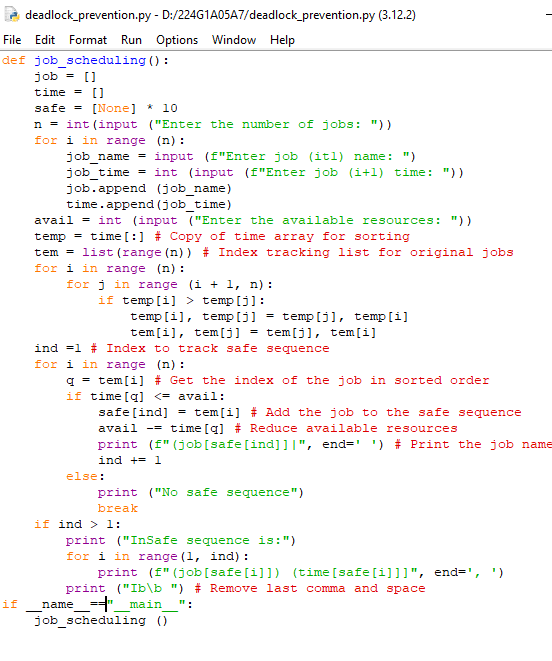 deadlock_prevention.py - D:/224G1A05A7/deadlock_prevention.py (3.12.2)
File Edit Format Run Options Window Help
def job_scheduling():
    job = []
    time = []
    safe = [None] * 10
    n = int(input ("Enter the number of jobs: "))
    for i in range (n):
        job_name = input (f"Enter job (it1) name: ")
        job_time = int (input (f"Enter job (i+1) time: "))
        job.append (job_name)
        time.append(job_time)
    avail = int (input ("Enter the available resources: "))
    temp = time[:] # Copy of time array for sorting
    tem = list(range(n)) # Index tracking list for original jobs
    for i in range (n):
        for j in range (i + 1, n):
            if temp[i] > temp[j]:
                temp[i], temp[j] = temp[j], temp[i]
                tem[i], tem[j] = tem[j], tem[i]
    ind =1 # Index to track safe sequence
    for i in range (n):
        q = tem[i] # Get the index of the job in sorted order
        if time[q] <= avail:
            safe[ind] = tem[i] # Add the job to the safe sequence
            avail -= time[q] # Reduce available resources
            print (f"(job[safe[ind]]|", end=' ') # Print the job name
            ind += 1
        else:
            print ("No safe sequence")
            break
    if ind > 1:
        print ("InSafe sequence is:")
        for i in range(1, ind):
            print (f"(job[safe[i]]) (time[safe[i]]]", end=', ')
        print ("Ib\b ") # Remove last comma and space
if __name__=="__main__":
    job_scheduling ()